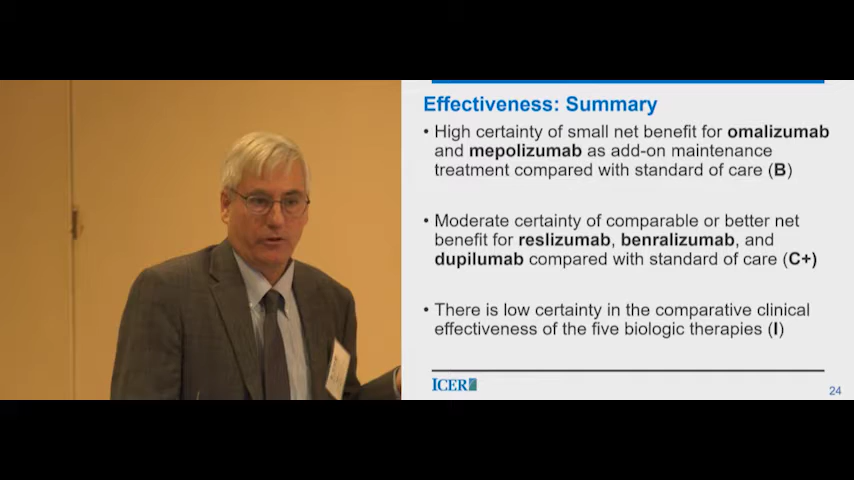 Effectiveness: Summary
• High certainty of small net benefit for omalizumab
and mepolizumab as add-on maintenance
treatment compared with standard of care (B)
• Moderate certainty of comparable or better net
benefit for reslizumab, benralizumab, and
dupilumab compared with standard of care (C+)
• There is low certainty in the comparative clinical
effectiveness of the five biologic therapies (I)
ICER
24